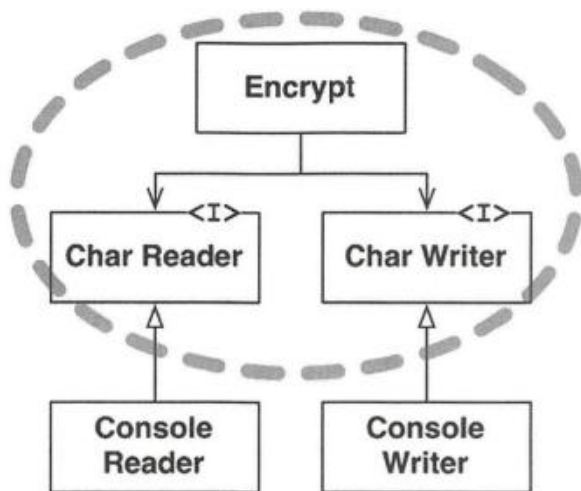 Encrypt
<I>
<I>
Char Reader
Char Writer
Console
Reader
Console
Writer